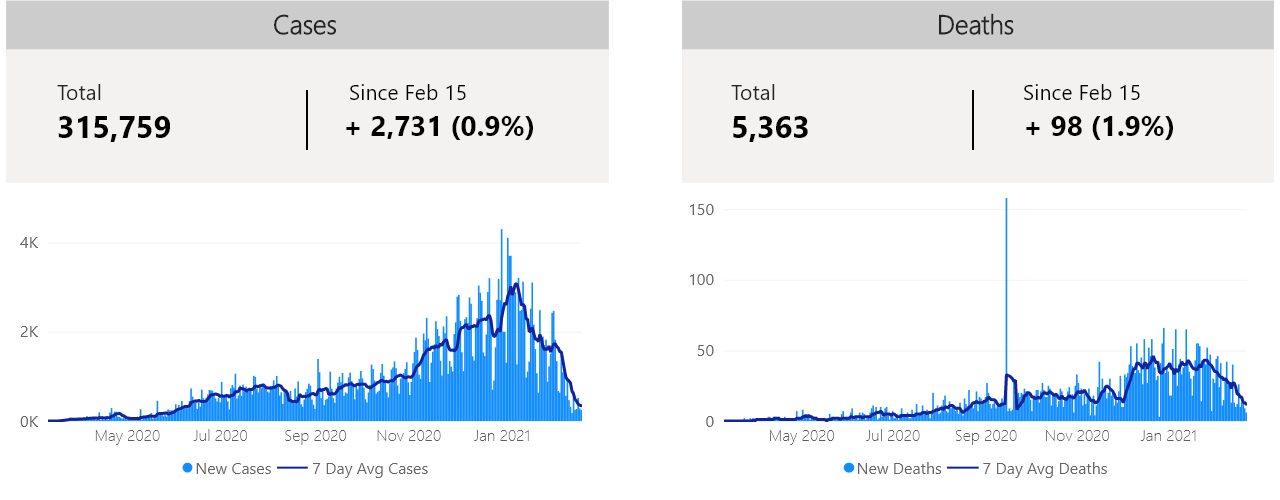 Cases
Total
Since Feb 15
315,759
+ 2,731 (0.9%)
4K
2K
0K
May 2020
Jul 2020
Sep 2020
Nov 2020
Jan 2021
New Cases
7 Day Avg Cases
Deaths
Total
Since Feb 15
5,363
+ 98 (1.9%)
150
100
50
0
May 2020
Jul 2020
Sep 2020
Nov 2020
Jan 2021
New Deaths
7 Day Avg Deaths